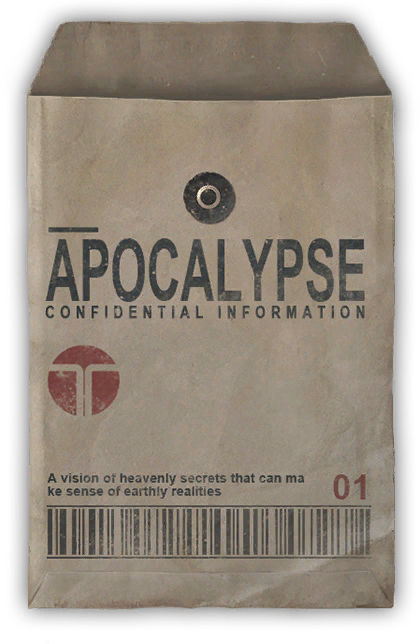 APOCALYPSE
CONFIDENTIAL INFORMATION
A vision of heavenly secrets that can ma
ke sense of earthly realities
01